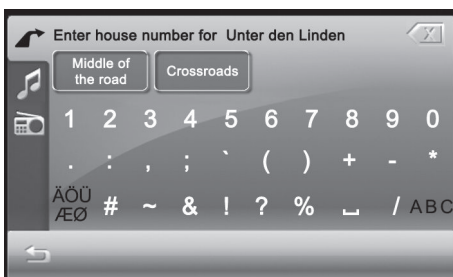 Enter house number for Unter den Linden
Middle of
the road
Crossroads
1 2 3 4 5 6 7 8 9 0
. : , ; ` ( ) + - *
ÄÖÜ
ÆØ # ~ & ! ? % ⎵ / ABC